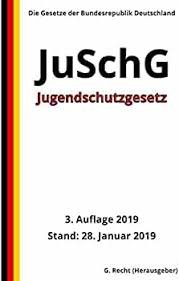 Die Gesetze der Bundesrepublik Deutschland
JuSchG
Jugendschutzgesetz
3. Auflage 2019
Stand: 28. Januar 2019
G. Recht (Herausgeber)